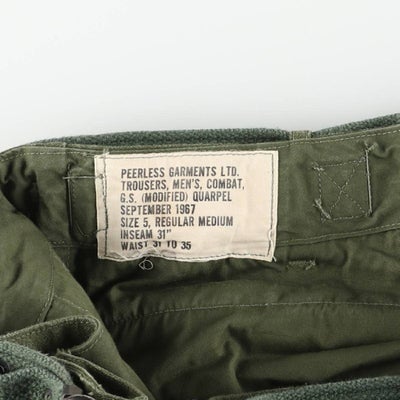 PEERLESS GARMENTS LTD.
TROUSERS, MEN'S, COMBAT,
G.S. (MODIFIED) QUARPEL
SEPTEMBER 1967
SIZE 5, REGULAR MEDIUM
INSEAM 31"
WAIST 31 TO 35